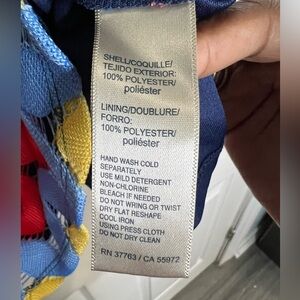 SHELL/COQUILLE/
TEJIDO EXTERIOR:
100% POLYESTER/
poliéster
LINING/DOUBLURE/
FORRO:
100% POLYESTER/
poliéster
HAND WASH COLD
SEPARATELY
USE MILD DETERGENT
NON-CHLORINE
BLEACH IF NEEDED
DO NOT WRING OR TWIST
DRY FLAT RESHAPE
COOL IRON
USING PRESS CLOTH
DO NOT DRY CLEAN
RN 37763 / CA 55972